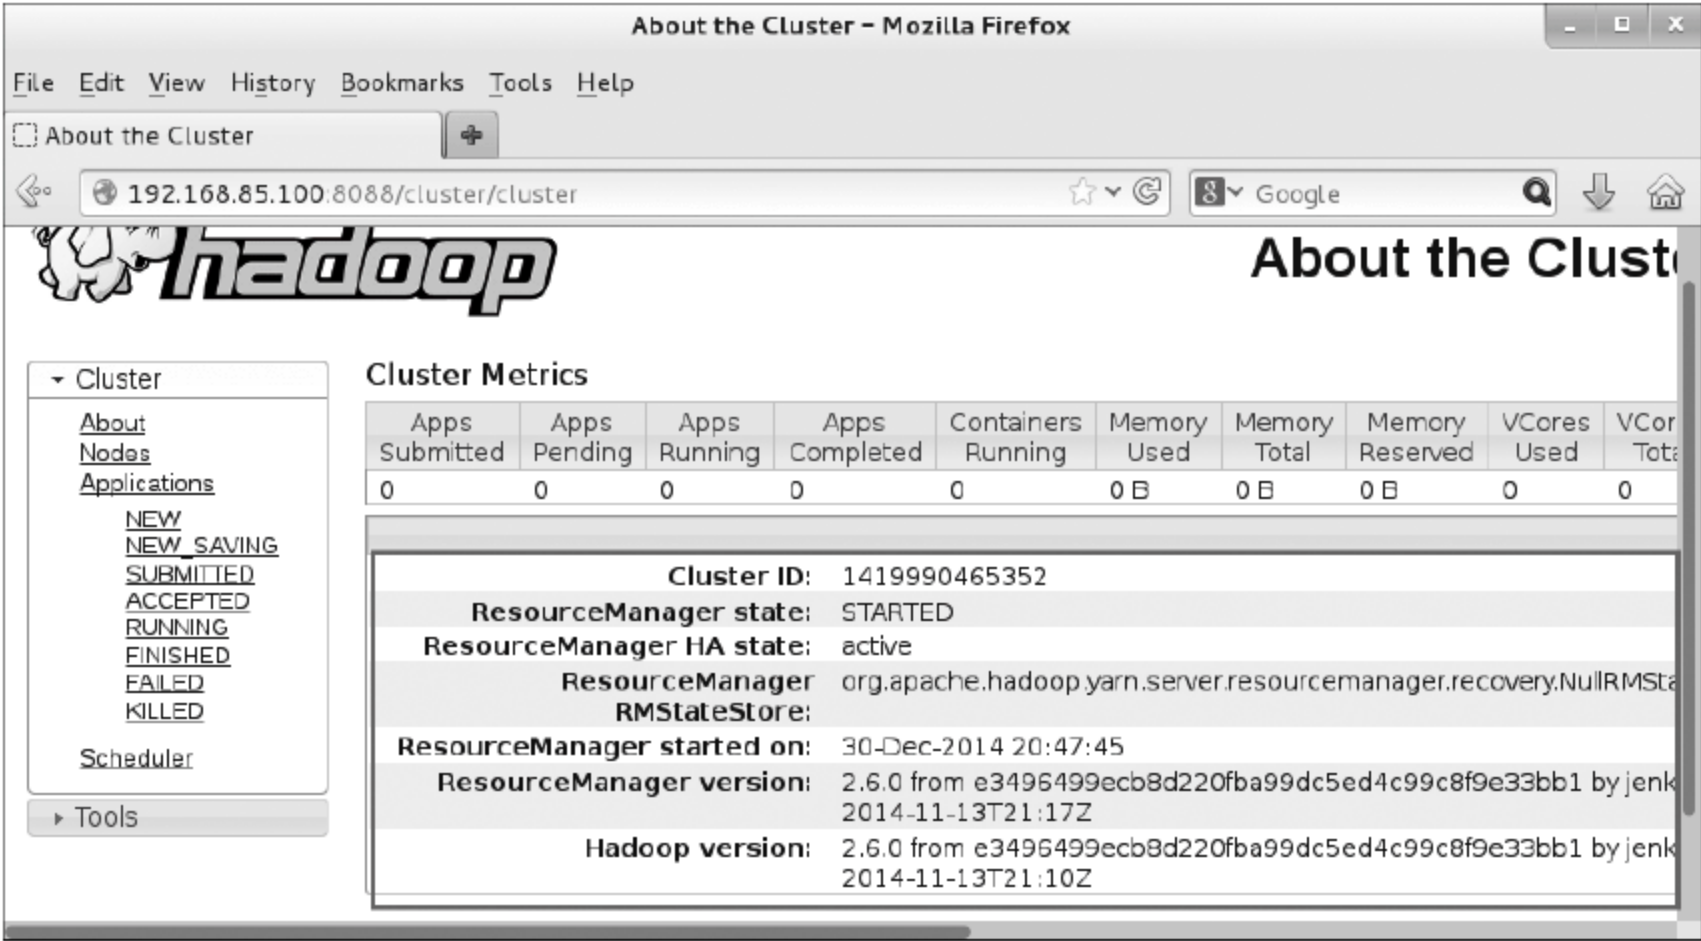 About the Cluster – Mozilla Firefox
File Edit View History Bookmarks Tools Help
About the Cluster
192.168.85.100:8088/cluster/cluster
8 Google
hadoop
About the Cluste
Cluster
About
Nodes
Applications
NEW
NEW_SAVING
SUBMITTED
ACCEPTED
RUNNING
FINISHED
FAILED
KILLED
Scheduler
Tools
Cluster Metrics
Apps Submitted Apps Pending Apps Running Apps Completed Containers Running Memory Used Memory Total Memory Reserved VCores Used VCor Tota
0 0 0 0 0 0 B 0 B 0 B 0 0
Cluster ID: 1419990465352
ResourceManager state: STARTED
ResourceManager HA state: active
ResourceManager RMStateStore: org.apache.hadoop.yarn.server.resourcemanager.recovery.NullRMSta
ResourceManager started on: 30-Dec-2014 20:47:45
ResourceManager version: 2.6.0 from e3496499ecb8d220fba99dc5ed4c99c8f9e33bb1 by jenk
2014-11-13T21:17Z
Hadoop version: 2.6.0 from e3496499ecb8d220fba99dc5ed4c99c8f9e33bb1 by jenk
2014-11-13T21:10Z